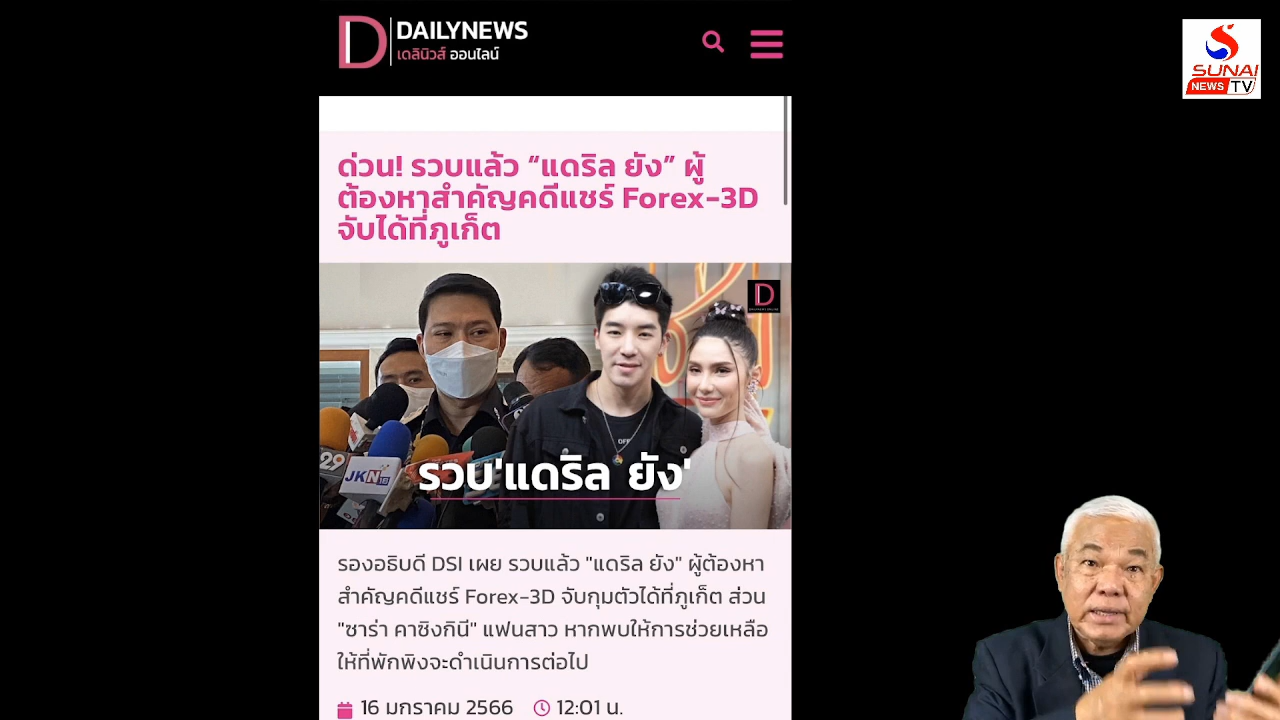 DAILYNEWS
เดลินิวส์ ออนไลน์
SUNAI
NEWS TV
ด่วน! รวบแล้ว “แดริล ยัง” ผู้
ต้องหาสำคัญคดีแชร์ Forex-3D
จับได้ที่ภูเก็ต
D
29
JKN18
OFF
รวบ'แดริล ยัง'
รองอธิบดี DSI เผย รวบแล้ว "แดริล ยัง" ผู้ต้องหา
สำคัญคดีแชร์ Forex-3D จับกุมตัวได้ที่ภูเก็ต ส่วน
"ซาร่า คาซิงกินี" แฟนสาว หากพบให้การช่วยเหลือ
ให้ที่พักพิงจะดำเนินการต่อไป
16 มกราคม 2566 12:01 น.